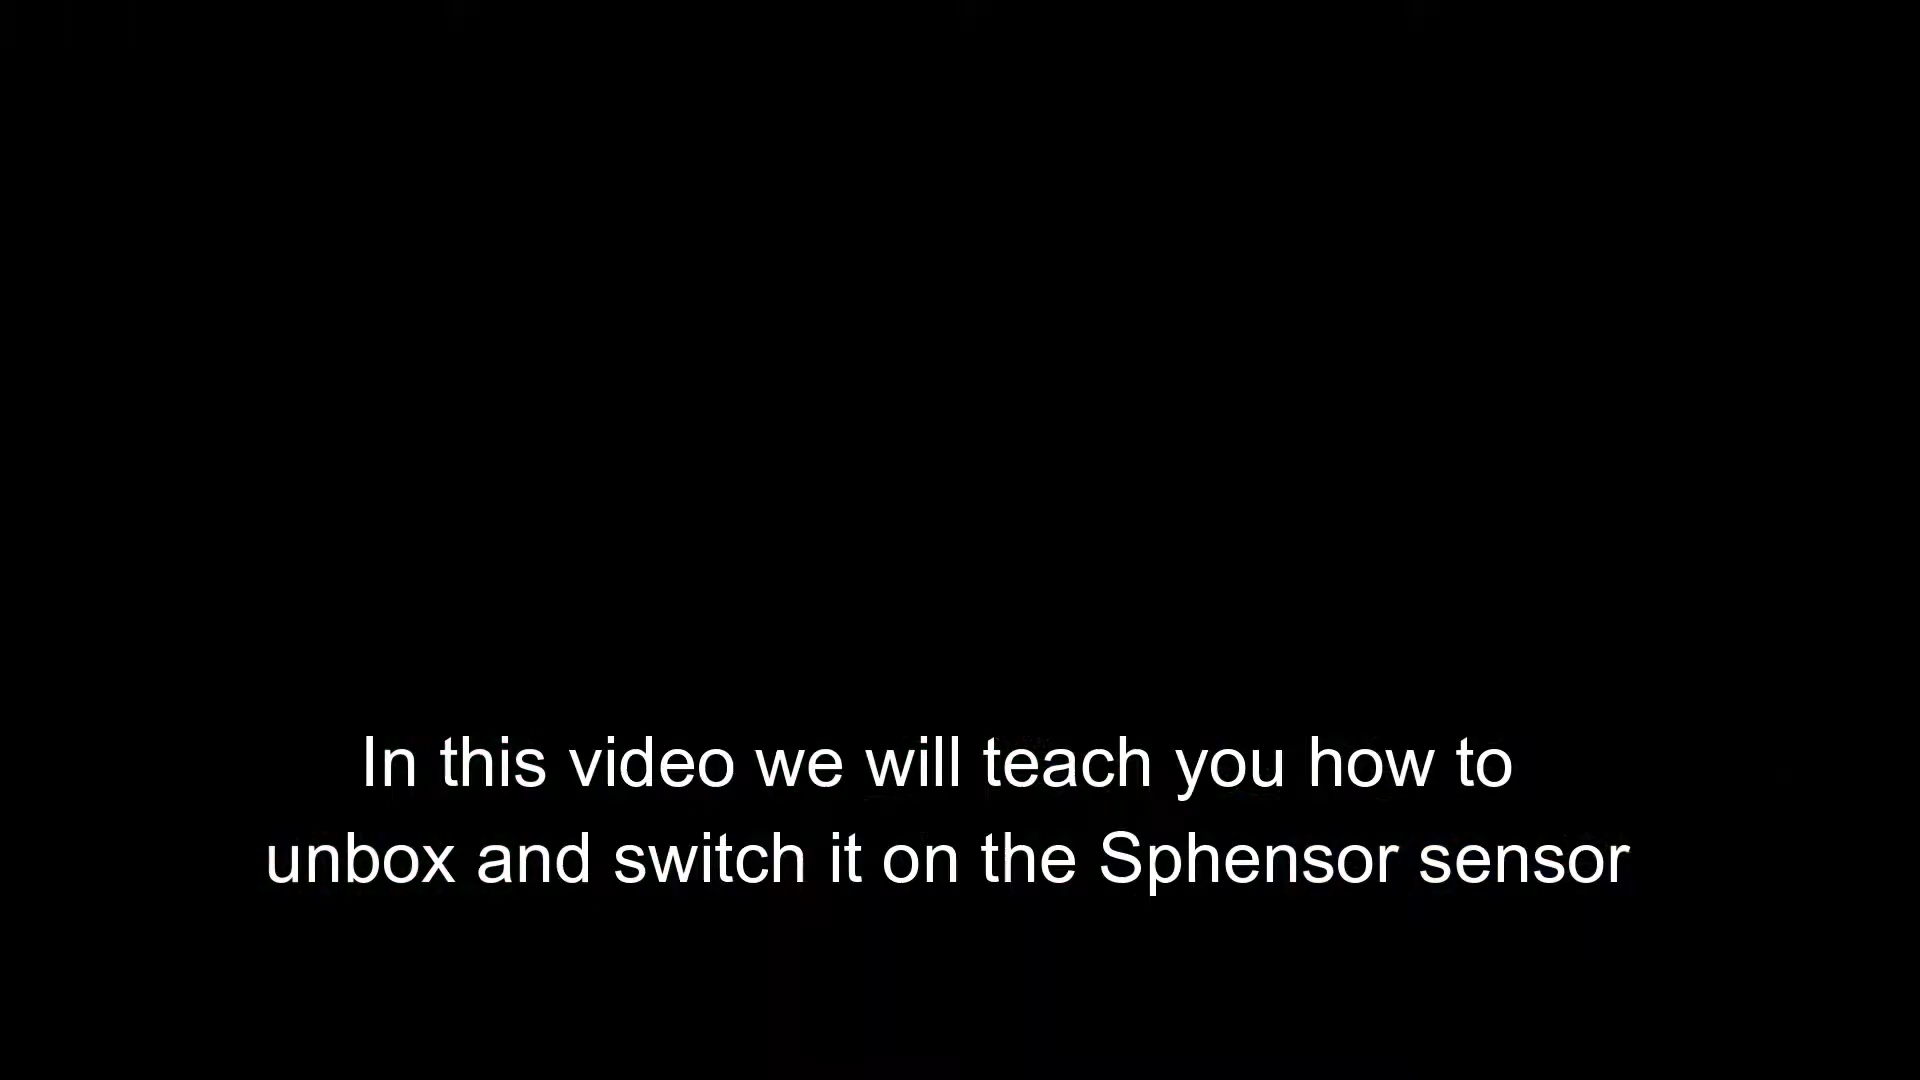 In this video we will teach you how to
unbox and switch it on the Sphensor sensor